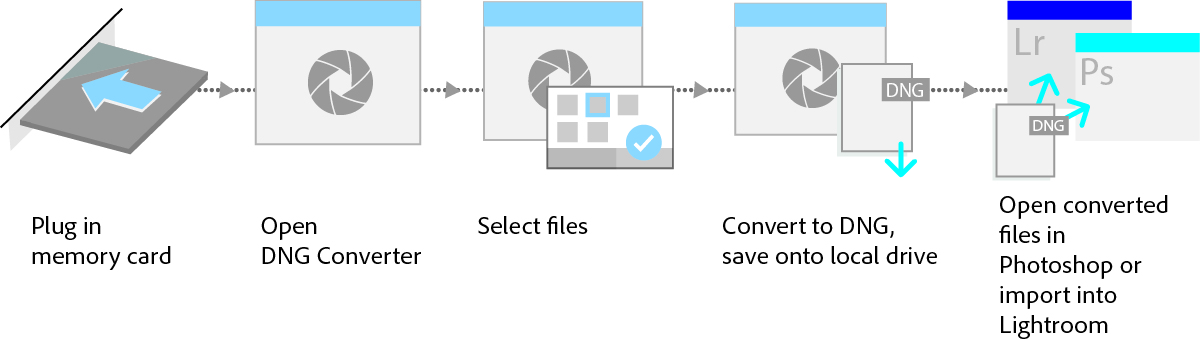 Lr
Ps
DNG
DNG
Plug in
memory card
Open
DNG Converter
Select files
Convert to DNG,
save onto local drive
Open converted
files in
Photoshop or
import into
Lightroom